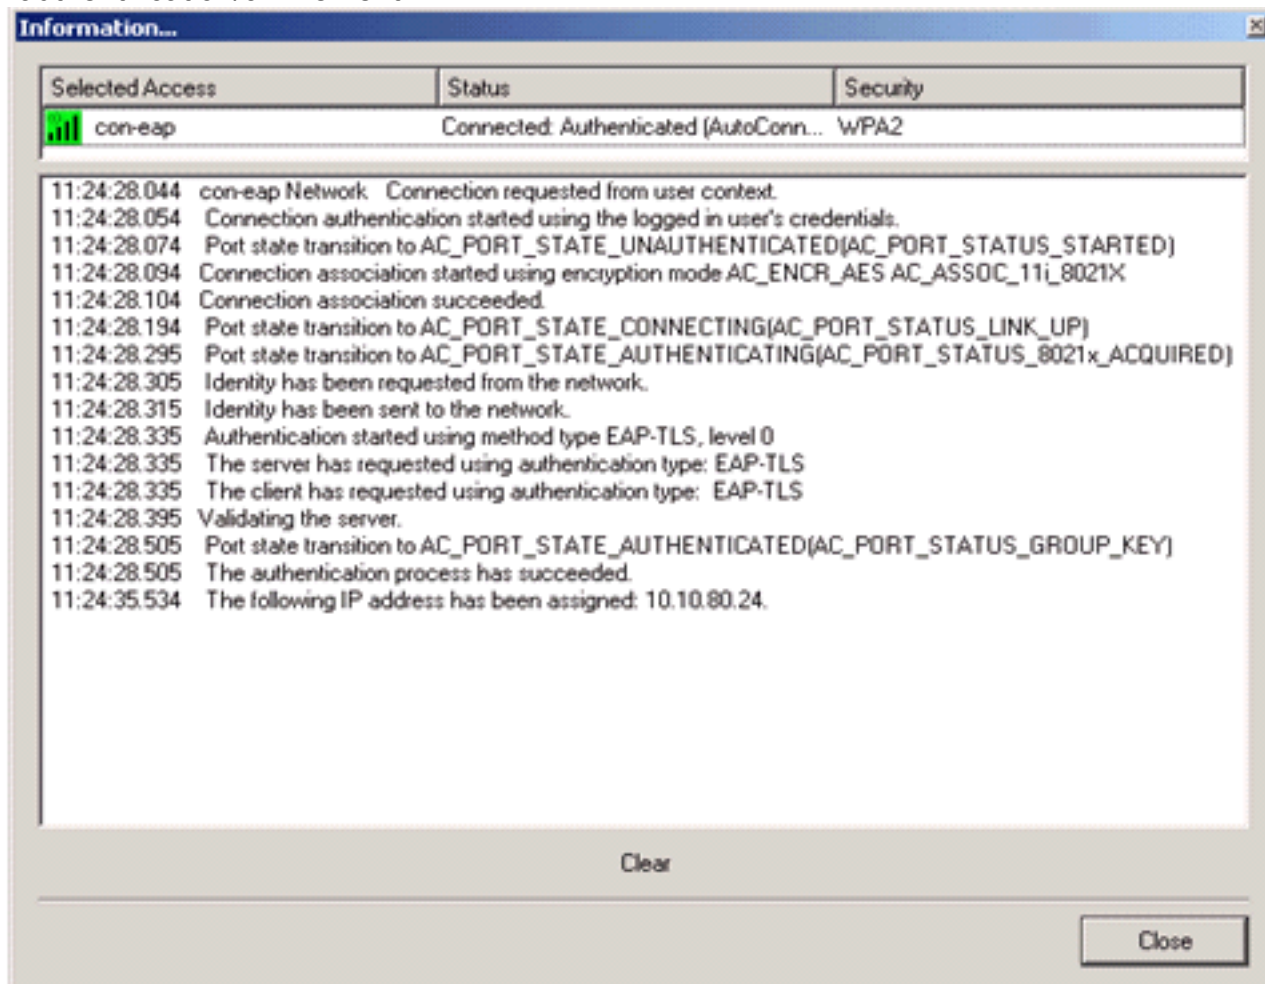 Information...
Selected Access Status Security
con-eap Connected: Authenticated (AutoConn... WPA2
11:24:28.044 con-eap Network Connection requested from user context.
11:24:28.054 Connection authentication started using the logged in user's credentials.
11:24:28.074 Port state transition to AC_PORT_STATE_UNAUTHENTICATED(AC_PORT_STATUS_STARTED)
11:24:28.094 Connection association started using encryption mode AC_ENCR_AES AC_ASSOC_11i_8021X
11:24:28.104 Connection association succeeded.
11:24:28.194 Port state transition to AC_PORT_STATE_CONNECTING(AC_PORT_STATUS_LINK_UP)
11:24:28.295 Port state transition to AC_PORT_STATE_AUTHENTICATING(AC_PORT_STATUS_8021x_ACQUIRED)
11:24:28.305 Identity has been requested from the network.
11:24:28.315 Identity has been sent to the network.
11:24:28.335 Authentication started using method type EAP-TLS, level 0
11:24:28.335 The server has requested using authentication type: EAP-TLS
11:24:28.335 The client has requested using authentication type: EAP-TLS
11:24:28.395 Validating the server.
11:24:28.505 Port state transition to AC_PORT_STATE_AUTHENTICATED(AC_PORT_STATUS_GROUP_KEY)
11:24:28.505 The authentication process has succeeded.
11:24:35.534 The following IP address has been assigned: 10.10.80.24.
Clear
Close